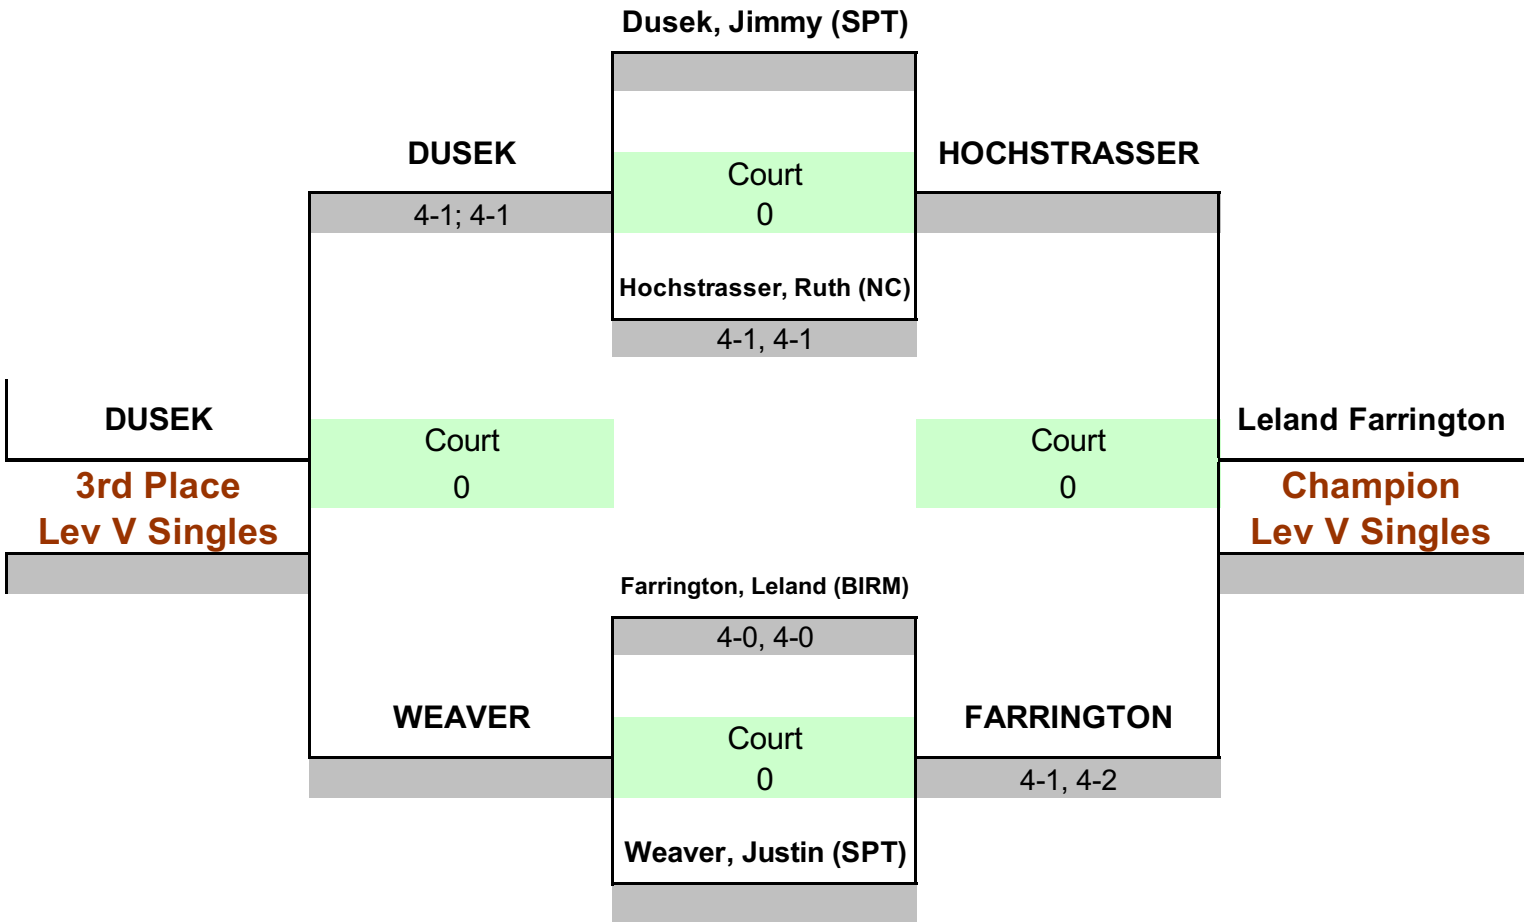 Dusek, Jimmy (SPT)
DUSEK
HOCHSTRASSER
Court
0
4-1; 4-1
Hochstrasser, Ruth (NC)
4-1, 4-1
DUSEK
3rd Place
Lev V Singles
Court
0
Court
0
Leland Farrington
Champion
Lev V Singles
Farrington, Leland (BIRM)
4-0, 4-0
WEAVER
FARRINGTON
Court
0
4-1, 4-2
Weaver, Justin (SPT)